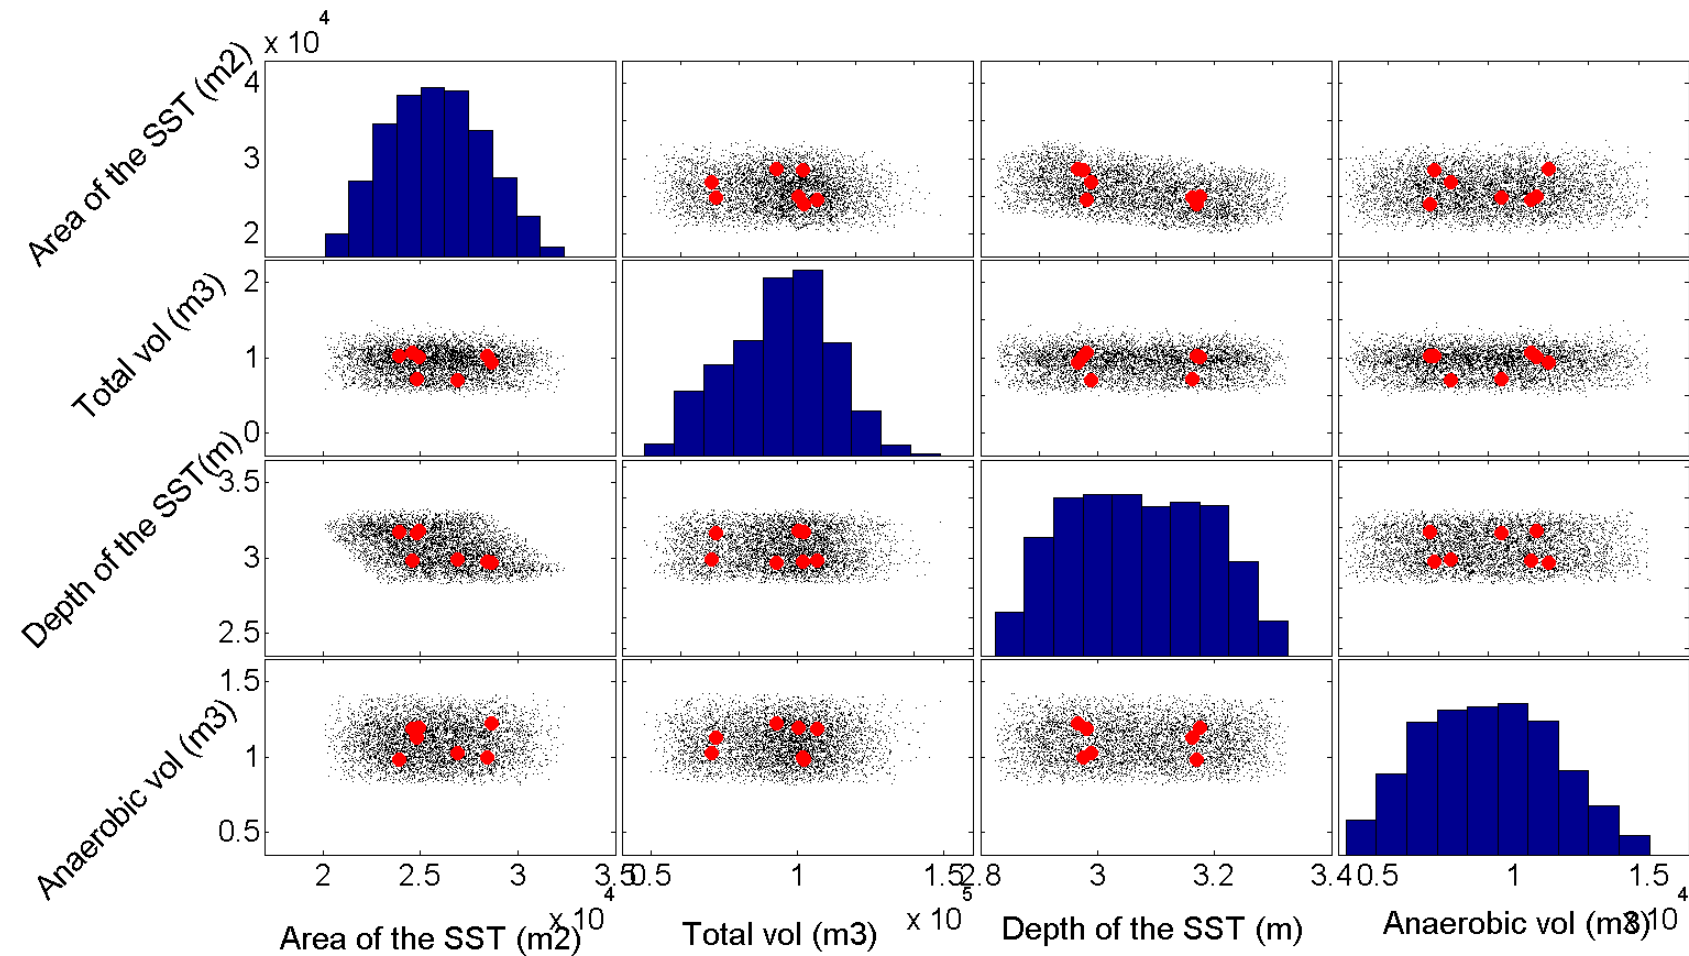 x 10 4
Area of the SST (m2)
4
3
2
Total vol (m3)
2
1
0
Depth of the SST(m)
3.5
3
2.5
Anaerobic vol (m3)
1.5
1
0.5
2 2.5 3 3.5 0.5 1 1.5 2.8 3 3.2 3.4 0.5 1 1.5
x 10 4 x 10 5 x 10 4
Area of the SST (m2) Total vol (m3) Depth of the SST (m) Anaerobic vol (m3)